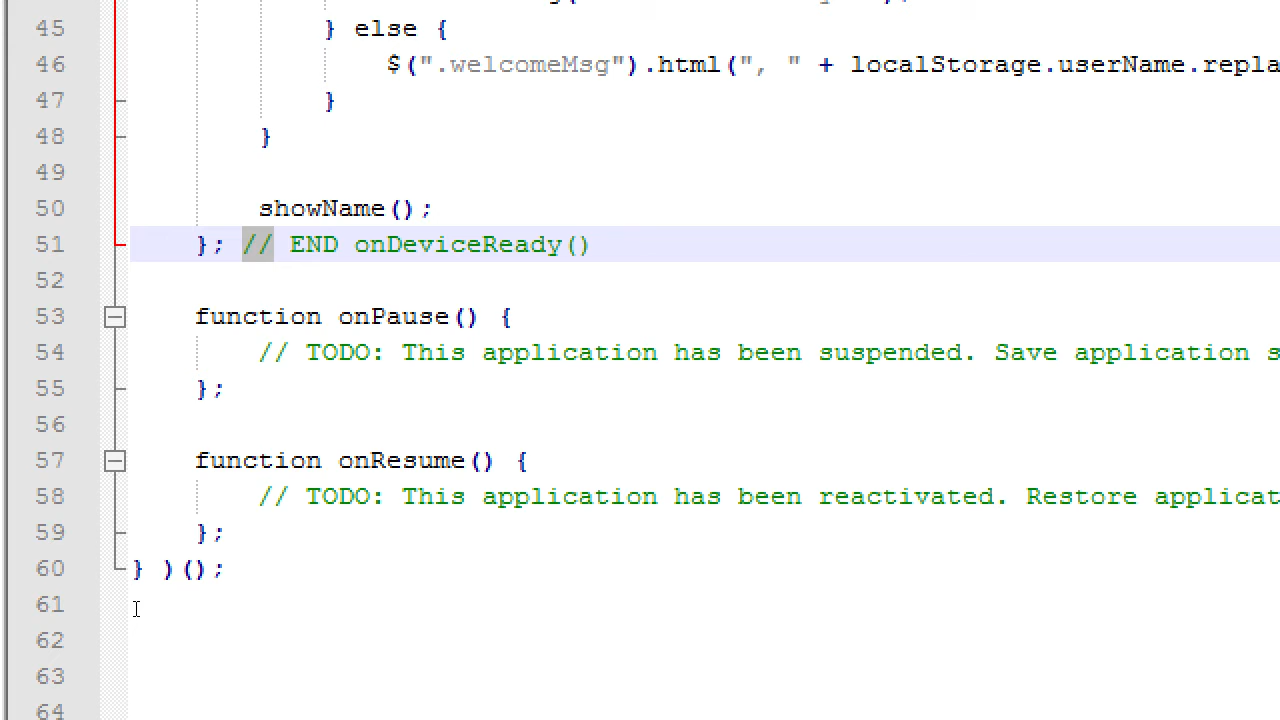 45 } else {
46 $(".welcomeMsg").html(", " + localStorage.userName.repla
47 }
48 }
49
50 showName();
51 }; // END onDeviceReady()
52
53 function onPause() {
54 // TODO: This application has been suspended. Save application s
55 };
56
57 function onResume() {
58 // TODO: This application has been reactivated. Restore applicat
59 };
60 } )();
61
62
63
64